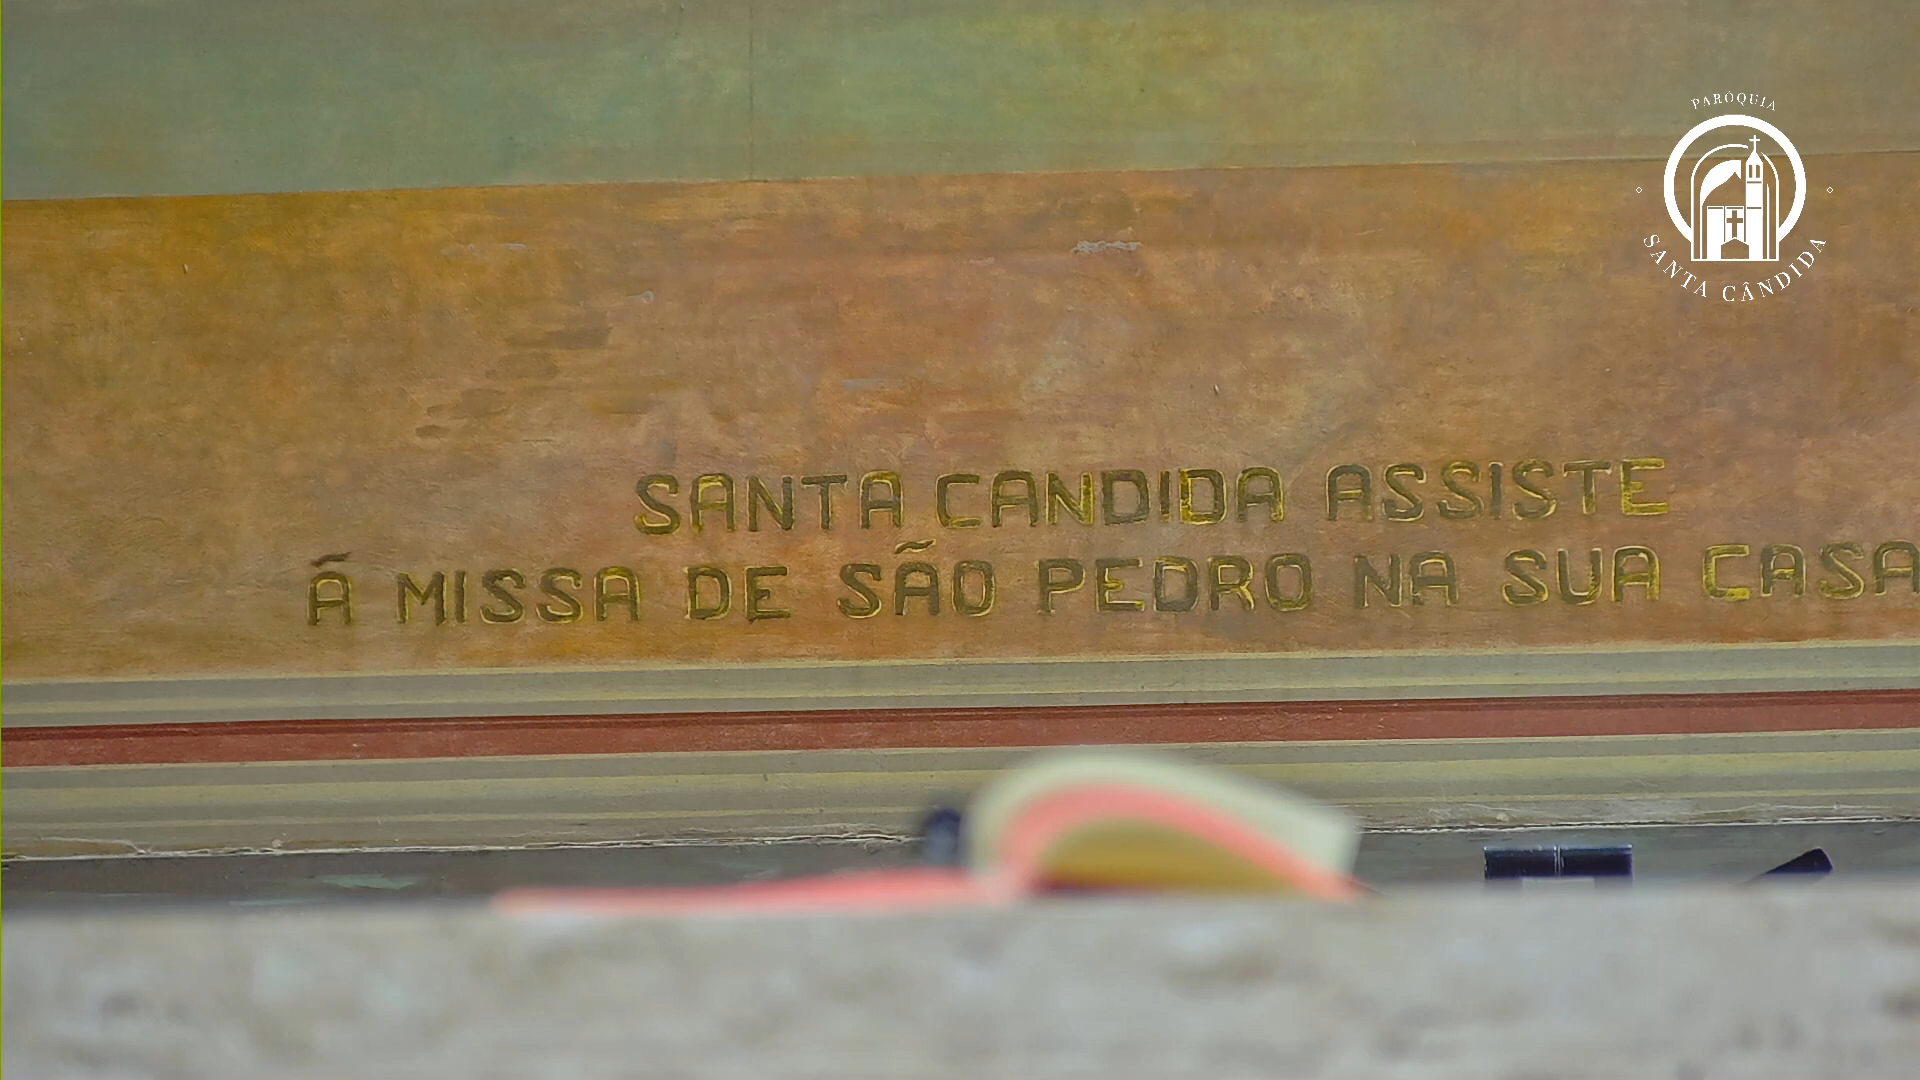 PARÓQUIA
SANTA CÂNDIDA
SANTA CANDIDA ASSISTE
Á MISSA DE SÃO PEDRO NA SUA CASA